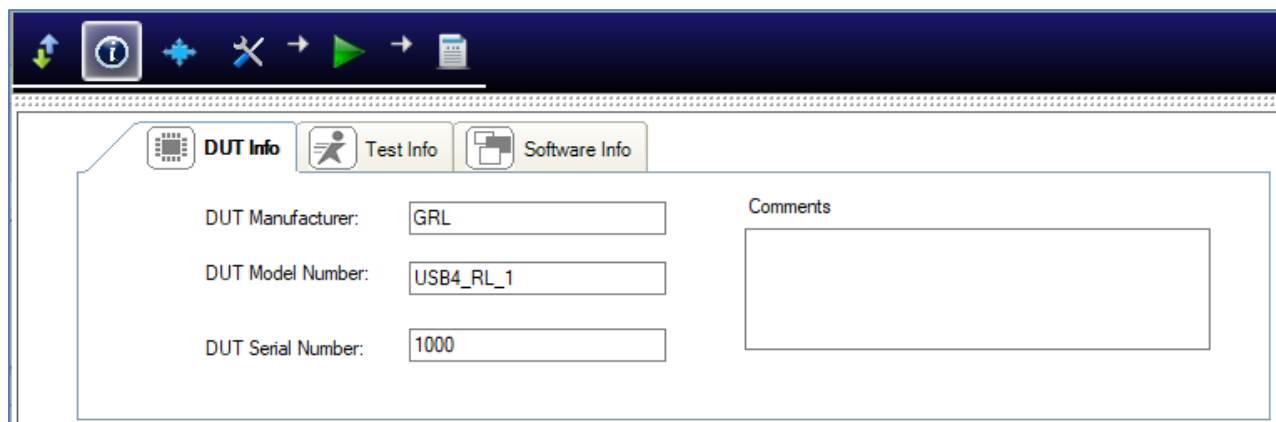 DUT Info
Test Info
Software Info
DUT Manufacturer:
GRL
DUT Model Number:
USB4_RL_1
DUT Serial Number:
1000
Comments